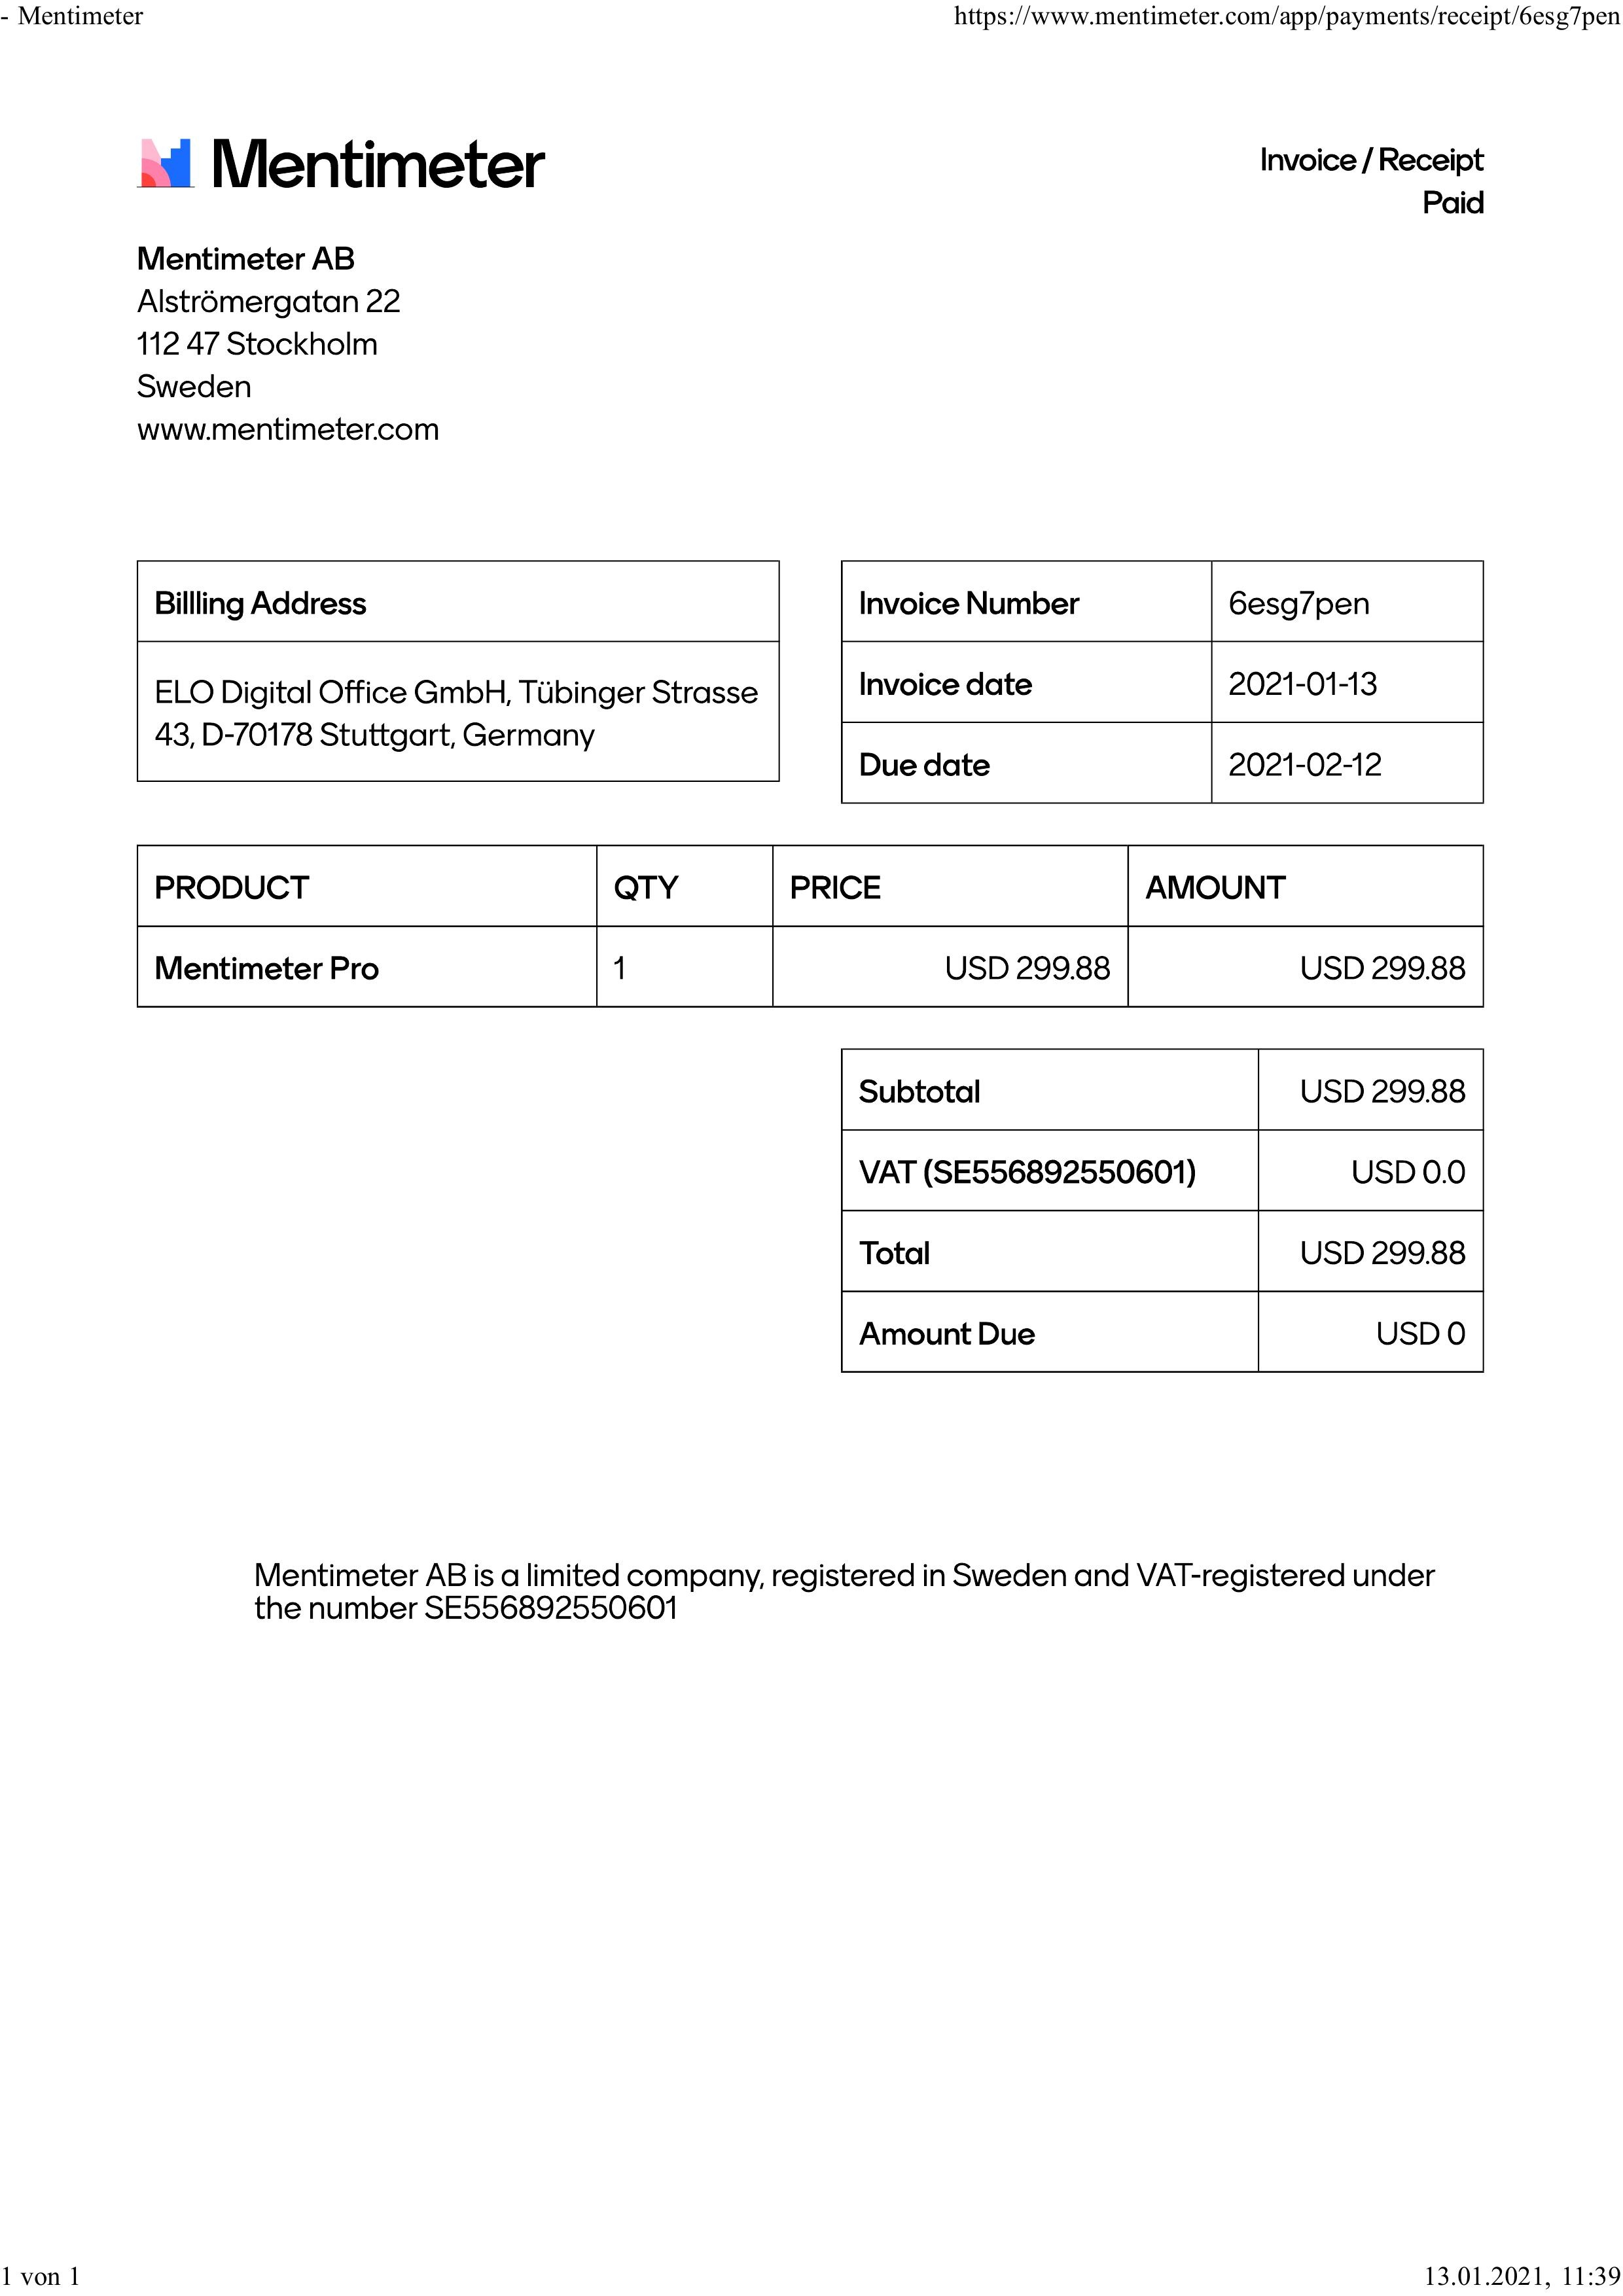 - Mentimeter
https://www.mentimeter.com/app/payments/receipt/6esg7pen
Mentimeter
Invoice / Receipt
Paid
Mentimeter AB
Alströmergatan 22
112 47 Stockholm
Sweden
www.mentimeter.com
Billling Address
ELO Digital Office GmbH, Tübinger Strasse
43, D-70178 Stuttgart, Germany
Invoice Number 6esg7pen
Invoice date 2021-01-13
Due date 2021-02-12
PRODUCT QTY PRICE AMOUNT
Mentimeter Pro 1 USD 299.88 USD 299.88
Subtotal USD 299.88
VAT (SE556892550601) USD 0.0
Total USD 299.88
Amount Due USD 0
Mentimeter AB is a limited company, registered in Sweden and VAT-registered under
the number SE556892550601
1 von 1
13.01.2021, 11:39